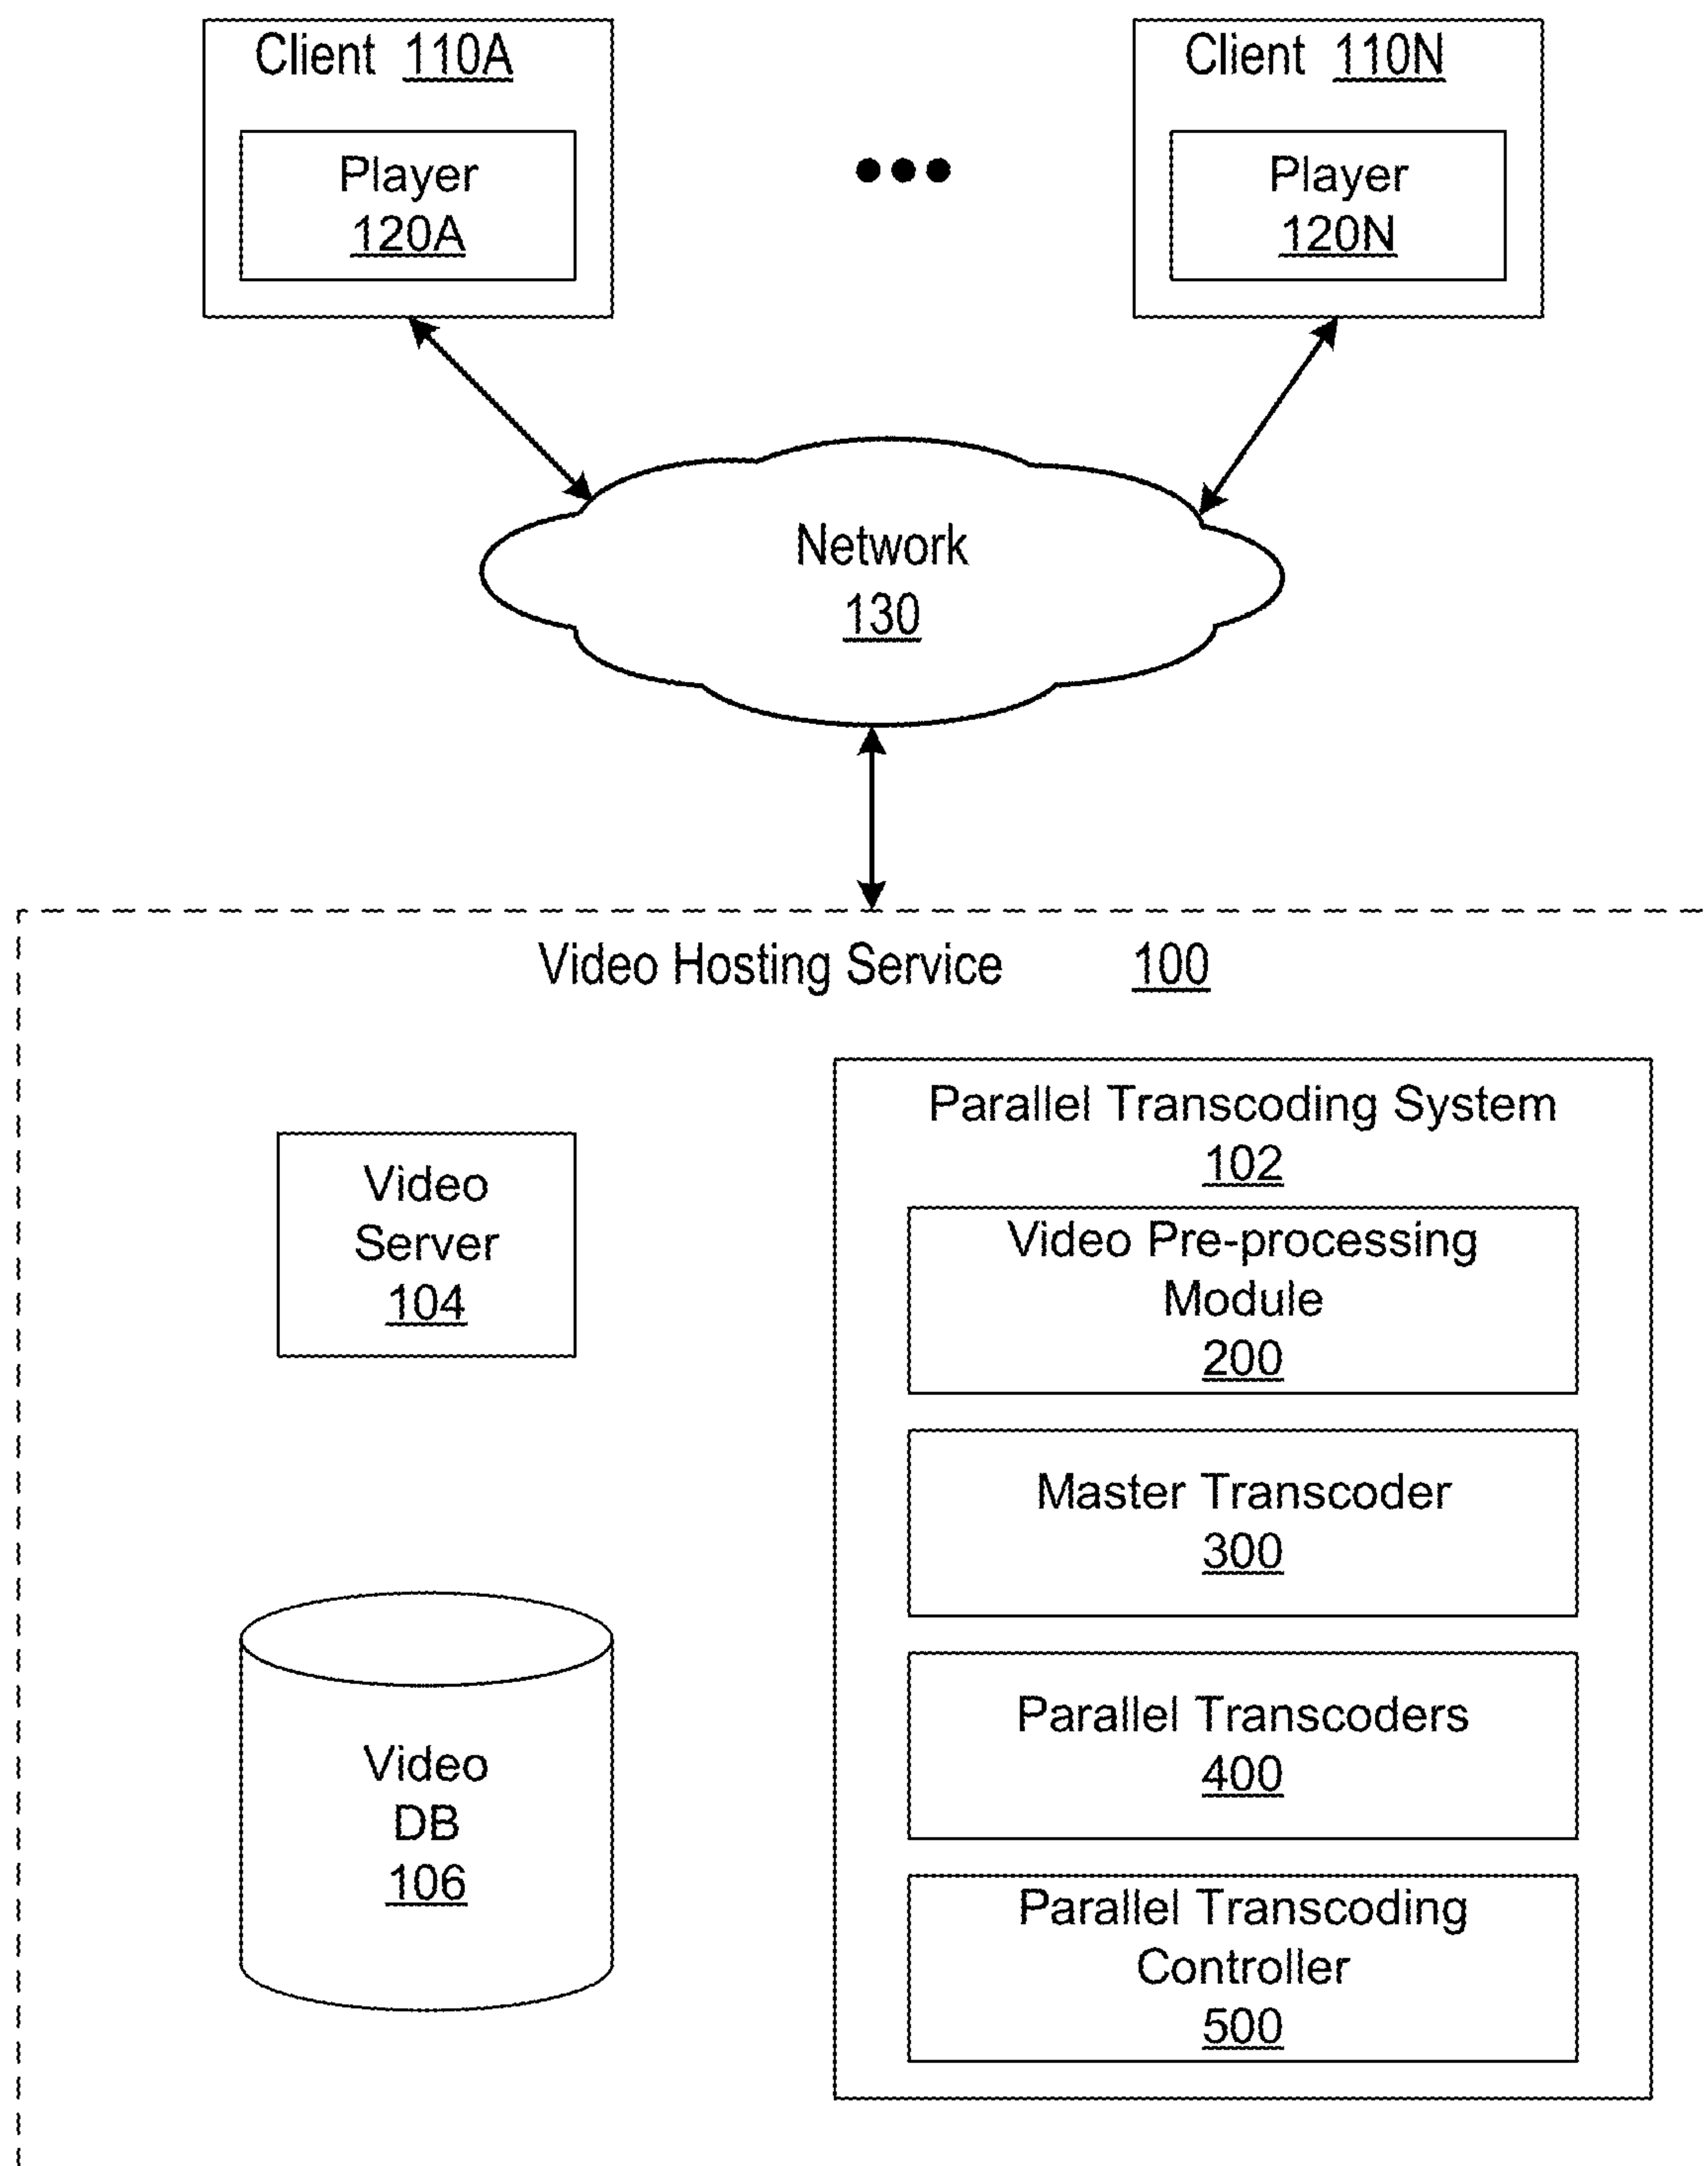 Client 110A
Player
120A
Client 110N
Player
120N
Network
130
Video Hosting Service 100
Video
Server
104
Video
DB
106
Parallel Transcoding System
102
Video Pre-processing
Module
200
Master Transcoder
300
Parallel Transcoders
400
Parallel Transcoding
Controller
500